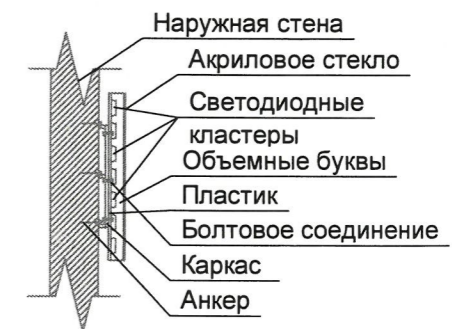 Наружная стена
Акриловое стекло
Светодиодные
кластеры
Объемные буквы
Пластик
Болтовое соединение
Каркас
Анкер